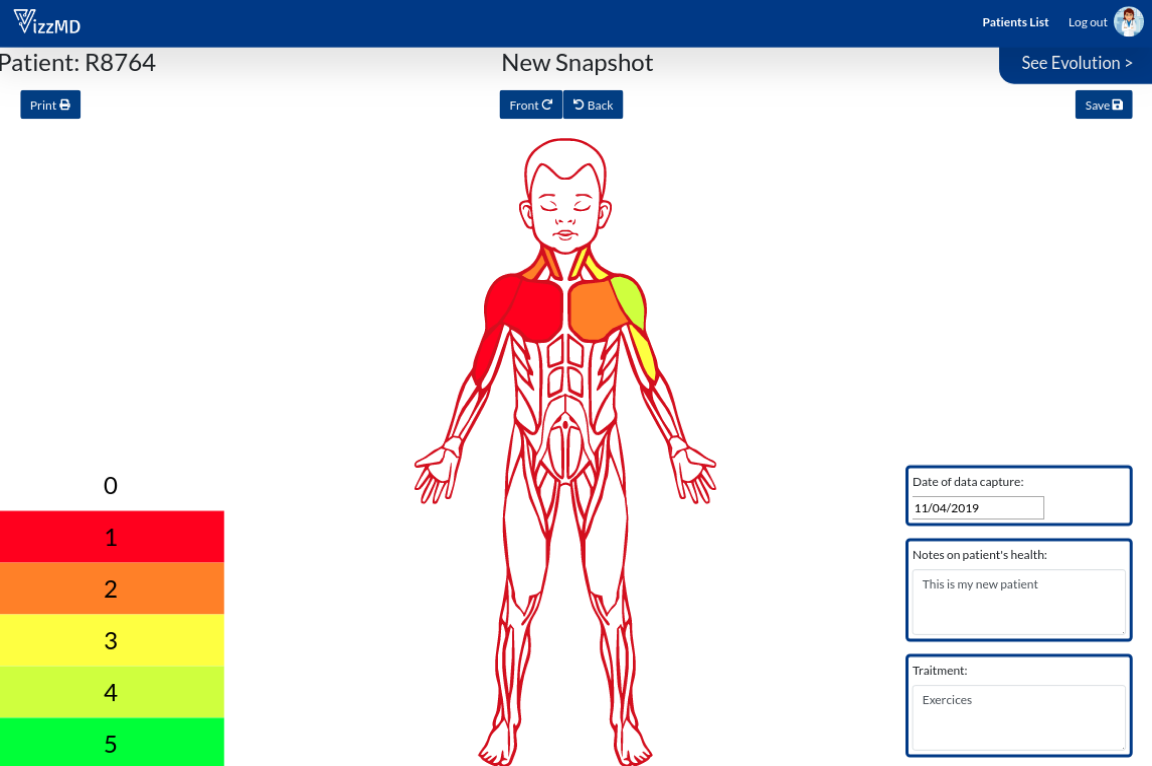 VizzMD
Patients List
Log out
Patient: R8764
New Snapshot
See Evolution >
Print
Front
Back
Save
0
1
2
3
4
5
Date of data capture:
11/04/2019
Notes on patient's health:
This is my new patient
Traitment:
Exercices